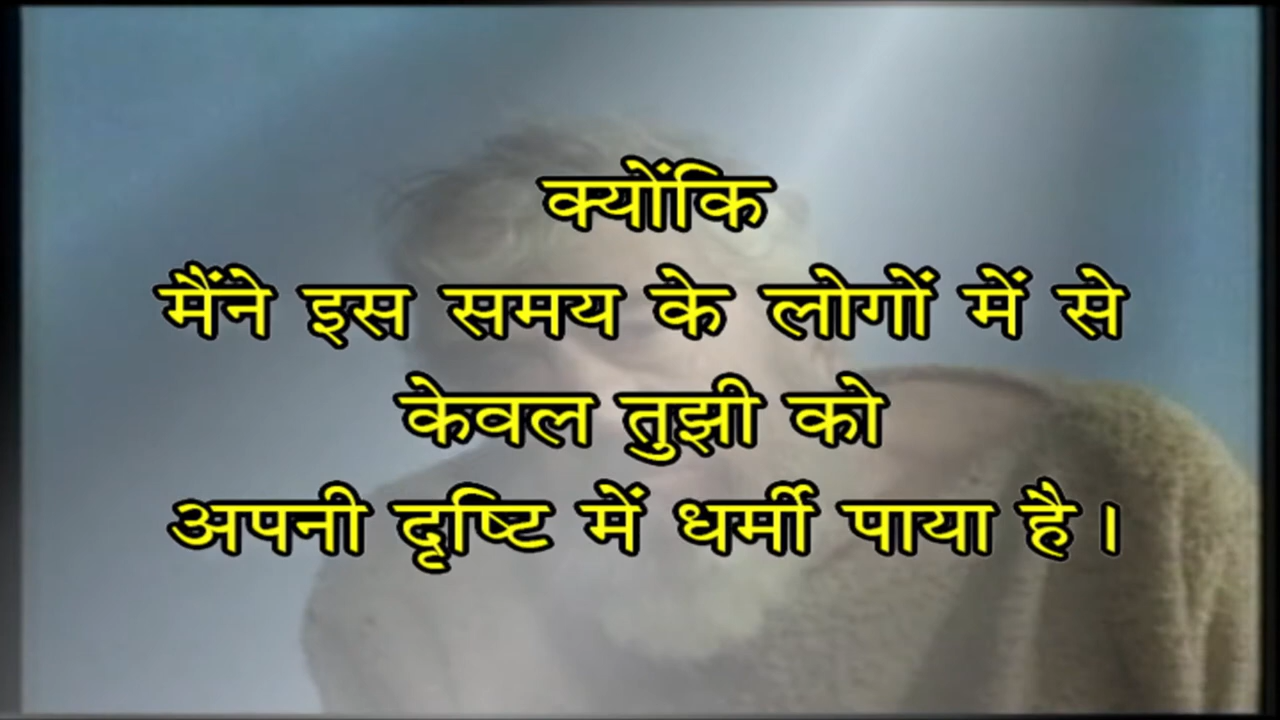 क्योंकि
मैंने इस समय के लोगों में से
केवल तुझी को
अपनी दृष्टि में धर्मी पाया है।